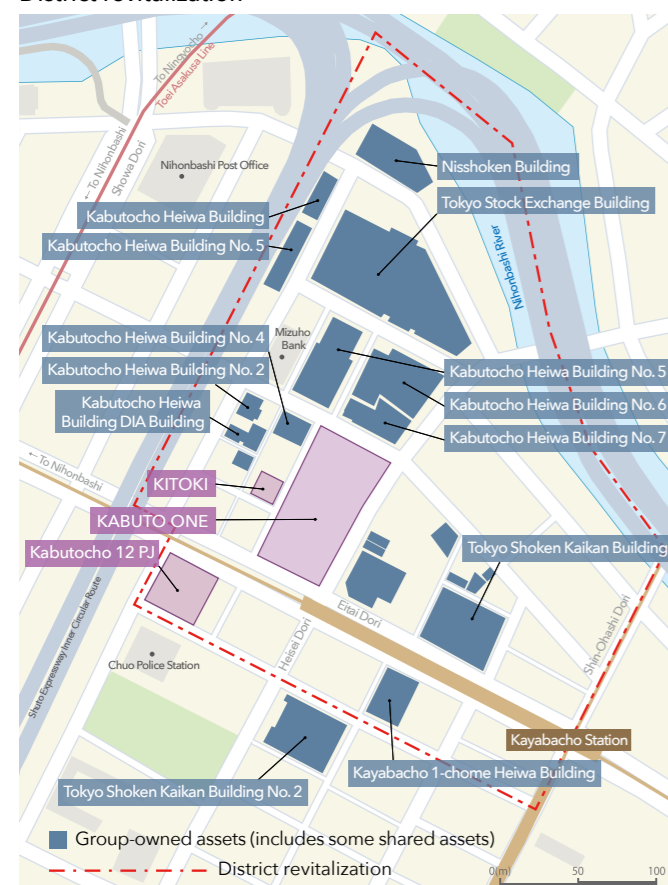 District revitalization
To Ningyocho →
Toei Asakusa Line
← To Nihonbashi
Showa Dori
Nihonbashi Post Office
Nisshoken Building
Kabutocho Heiwa Building
Tokyo Stock Exchange Building
Kabutocho Heiwa Building No. 5
Nihonbashi River
Kabutocho Heiwa Building No. 4
Mizuho
Bank
Kabutocho Heiwa Building No. 2
Kabutocho Heiwa Building No. 5
Kabutocho Heiwa
Building DIA Building
Kabutocho Heiwa Building No. 6
Kabutocho Heiwa Building No. 7
← To Nihonbashi
KITOKI
KABUTO ONE
Kabutocho 12 PJ
Tokyo Shoken Kaikan Building
Eitai Dori
Shuto Expressway Inner Circular Route
Heisei Dori
Shin-Ohashi Dori
Chuo Police Station
Kayabacho Station
Kayabacho 1-chome Heiwa Building
Tokyo Shoken Kaikan Building No. 2
Group-owned assets (includes some shared assets)
District revitalization
0(m) 50 100